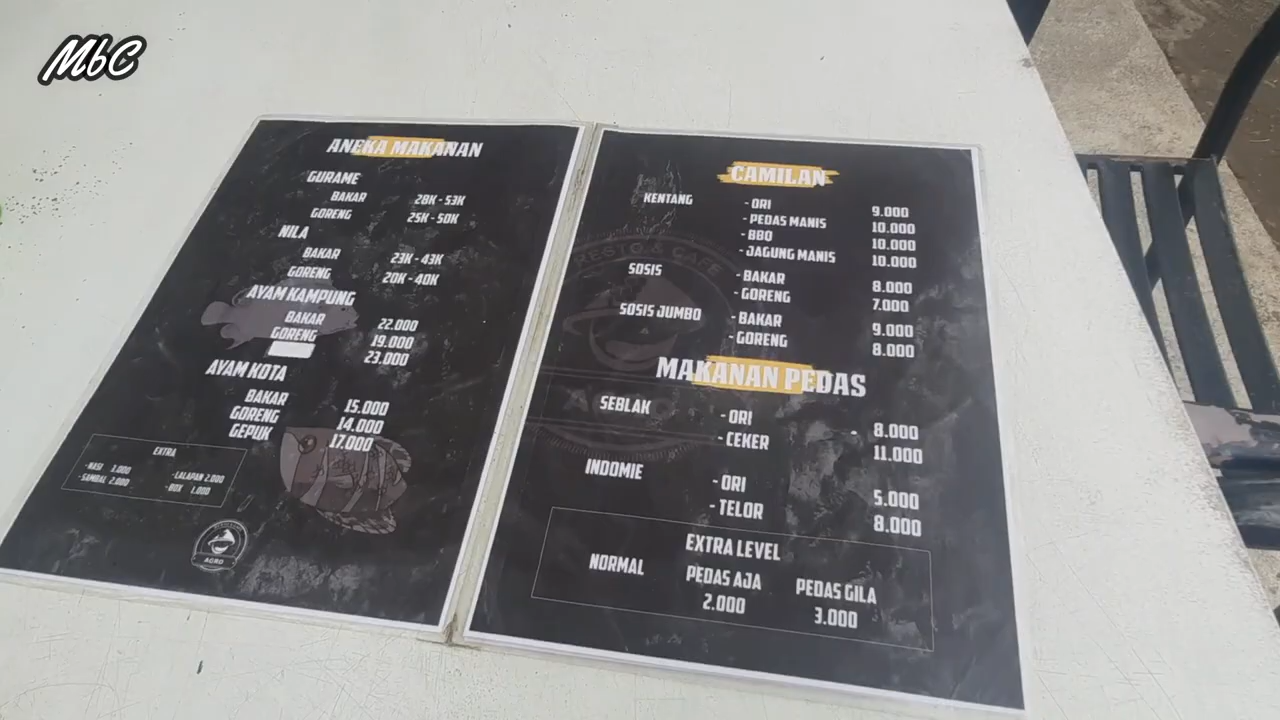 MbC
ANEKA MAKANAN
GURAME
BAKAR 28K - 53K
GORENG 25K - 50K
NILA
BAKAR 23K - 43K
GORENG 20K - 40K
AYAM KAMPUNG
BAKAR 22.000
GORENG 19.000
23.000
AYAM KOTA
BAKAR 15.000
GORENG 14.000
GEPUK 17.000
EXTRA
- NASI 3.000 - LALAPAN 2.000
- SAMBAL 2.000 - BOX 1.000
AGRO
CAMILAN
KENTANG - ORI 9.000
- PEDAS MANIS 10.000
- BBQ 10.000
- JAGUNG MANIS 10.000
SOSIS - BAKAR 8.000
- GORENG 7.000
SOSIS JUMBO - BAKAR 9.000
- GORENG 8.000
RESTO & CAFE
AGRO
MAKANAN PEDAS
SEBLAK - ORI - 8.000
- CEKER 11.000
INDOMIE - ORI 5.000
- TELOR 8.000
EXTRA LEVEL
NORMAL PEDAS AJA PEDAS GILA
2.000 3.000